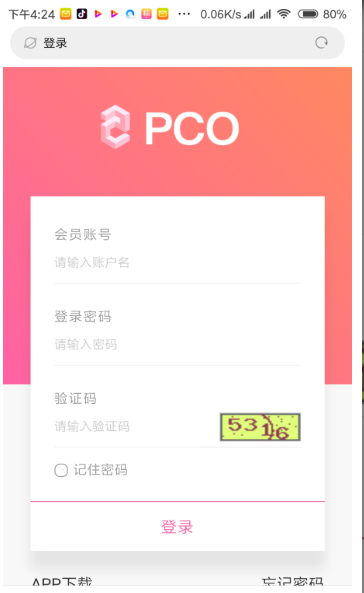 下午4:24 ··· 0.06K/s 80%
登录
PCO
会员账号
请输入账户名
登录密码
请输入密码
验证码
请输入验证码 5316
记住密码
登录
APP下载 忘记密码